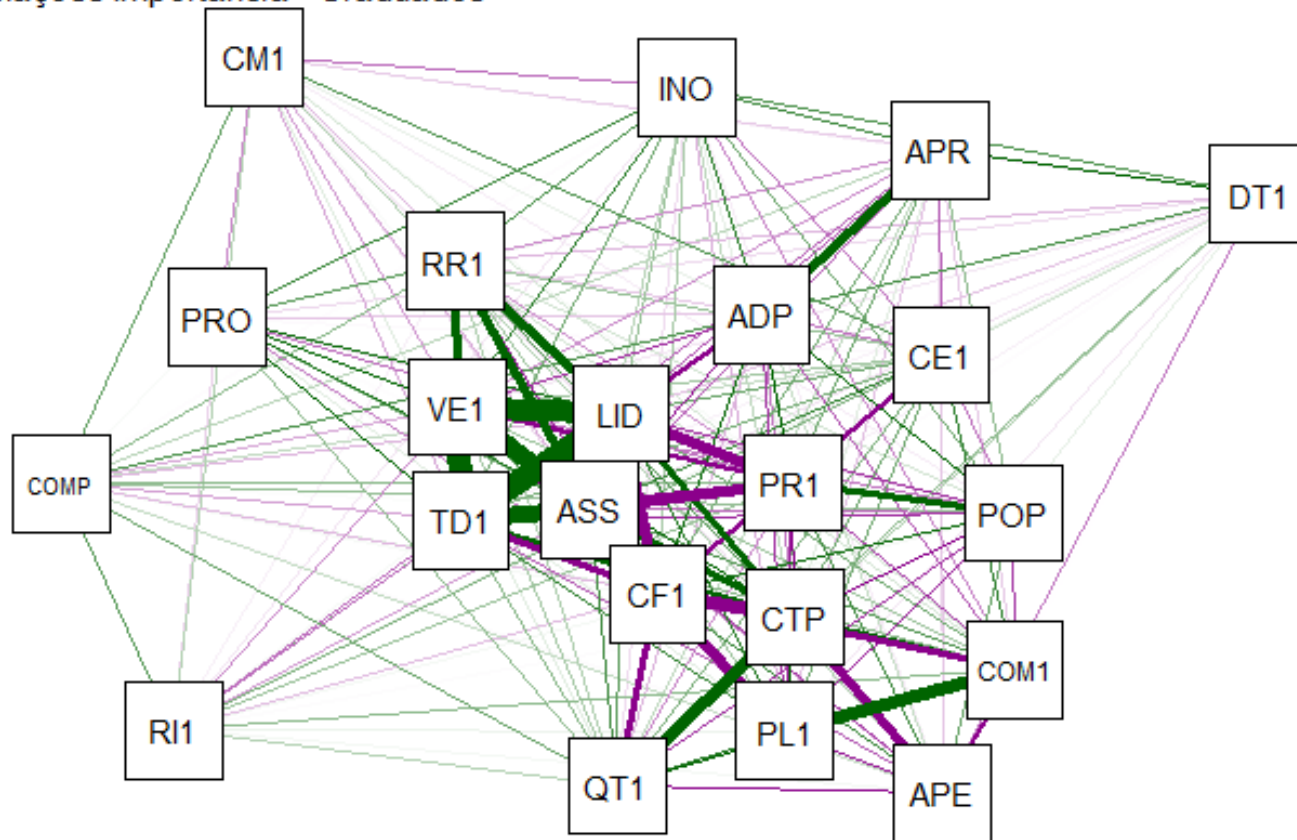 Importância
CM1
INO
APR
DT1
RR1
PRO
ADP
CE1
VE1
LID
COMP
PR1
TD1
ASS
POP
CF1
CTP
COM1
RI1
PL1
QT1
APE